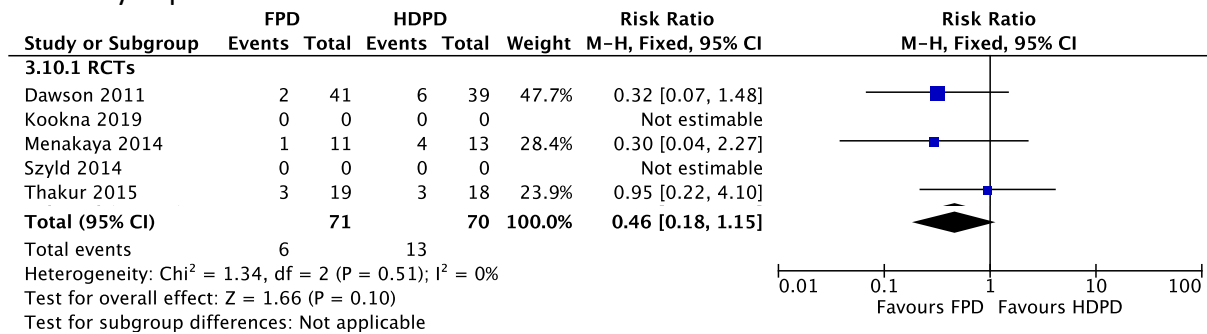 FPD HDPD Risk Ratio Risk Ratio
Study or Subgroup Events Total Events Total Weight M-H, Fixed, 95% CI M-H, Fixed, 95% CI
3.10.1 RCTs
Dawson 2011 2 41 6 39 47.7% 0.32 [0.07, 1.48]
Kookna 2019 0 0 0 0 Not estimable
Menakaya 2014 1 11 4 13 28.4% 0.30 [0.04, 2.27]
Szyld 2014 0 0 0 0 Not estimable
Thakur 2015 3 19 3 18 23.9% 0.95 [0.22, 4.10]
Total (95% CI) 71 70 100.0% 0.46 [0.18, 1.15]
Total events 6 13
Heterogeneity: Chi² = 1.34, df = 2 (P = 0.51); I² = 0%
Test for overall effect: Z = 1.66 (P = 0.10)
Test for subgroup differences: Not applicable
0.01 0.1 1 10 100
Favours FPD Favours HDPD